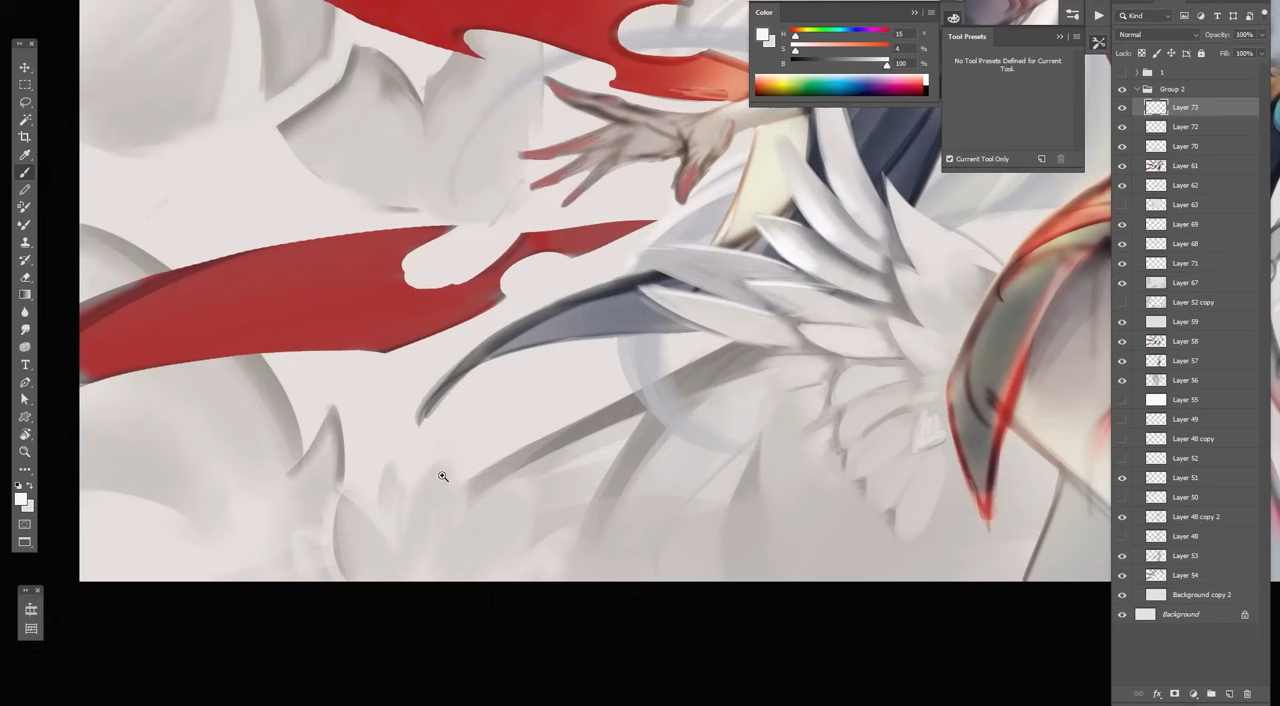 Color
H 15 °
S 4 %
B 100 %
Tool Presets
No Tool Presets Defined for Current
Tool.
Current Tool Only
Kind
Normal Opacity: 100%
Lock: Fill: 100%
1
Group 2
Layer 73
Layer 72
Layer 70
Layer 61
Layer 62
Layer 63
Layer 69
Layer 68
Layer 71
Layer 67
Layer 52 copy
Layer 59
Layer 58
Layer 57
Layer 56
Layer 55
Layer 49
Layer 48 copy
Layer 52
Layer 51
Layer 50
Layer 48 copy 2
Layer 48
Layer 53
Layer 54
Background copy 2
Background